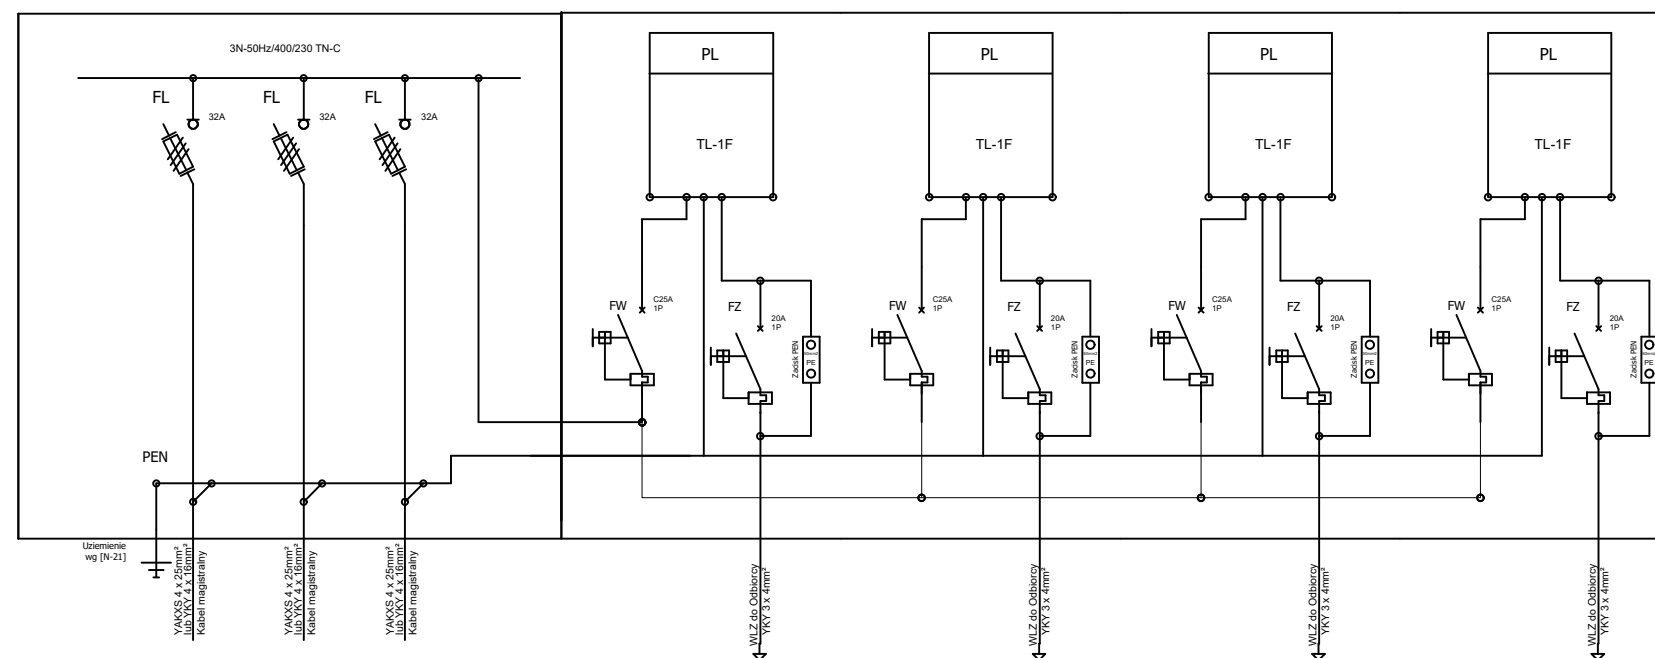 3N-50Hz/400/230 TN-C
FL
32A
FL
32A
FL
32A
PEN
Uziemienie
wg [N-21]
YAKXS 4 x 25mm²
lub YKY 4 x 16mm²
Kabel magistralny
YAKXS 4 x 25mm²
lub YKY 4 x 16mm²
Kabel magistralny
YAKXS 4 x 25mm²
lub YKY 4 x 16mm²
Kabel magistralny
PL
TL-1F
FW
C25A
1P
FZ
20A
1P
Zacisk PEN
PE
WLZ do Odbiorcy
YKY 3 x 4mm²
PL
TL-1F
FW
C25A
1P
FZ
20A
1P
Zacisk PEN
PE
WLZ do Odbiorcy
YKY 3 x 4mm²
PL
TL-1F
FW
C25A
1P
FZ
20A
1P
Zacisk PEN
PE
WLZ do Odbiorcy
YKY 3 x 4mm²
PL
TL-1F
FW
C25A
1P
FZ
20A
1P
Zacisk PEN
PE
WLZ do Odbiorcy
YKY 3 x 4mm²